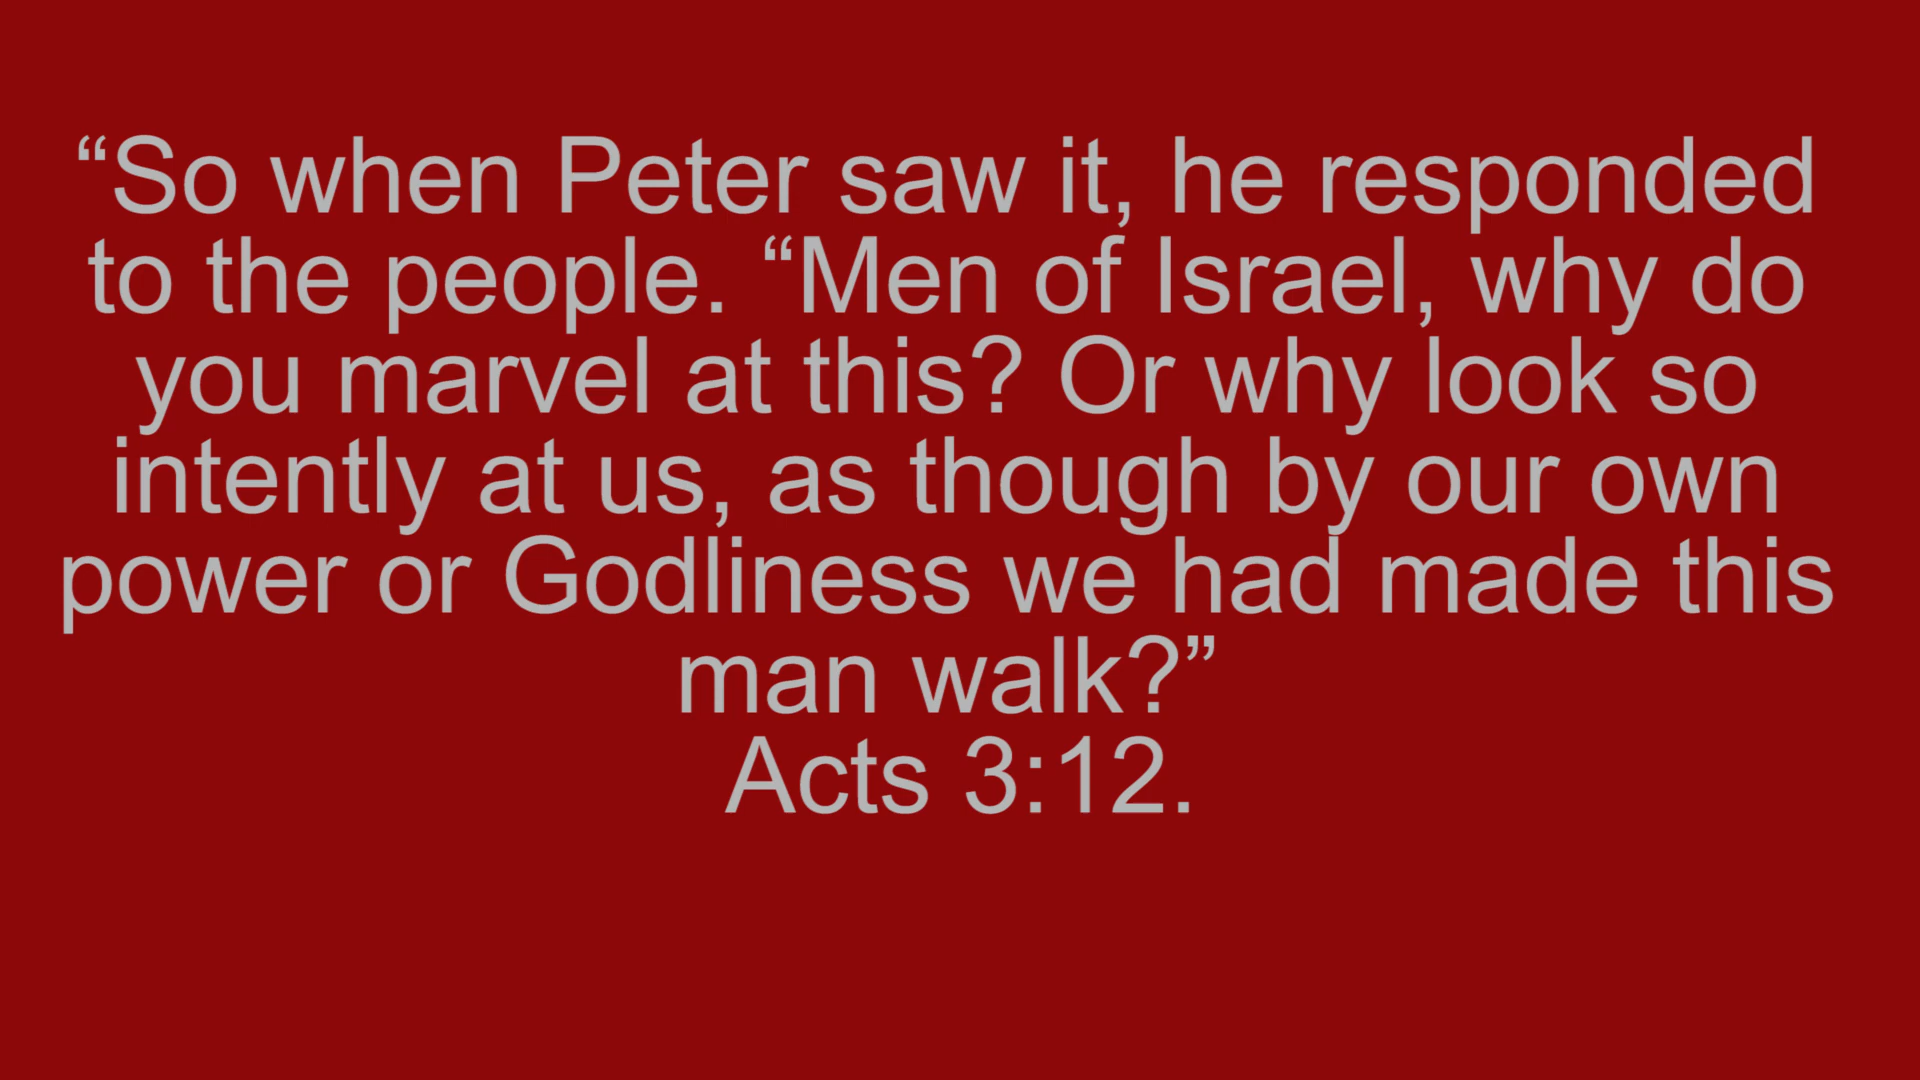 “So when Peter saw it, he responded
to the people. “Men of Israel, why do
you marvel at this? Or why look so
intently at us, as though by our own
power or Godliness we had made this
man walk?”
Acts 3:12.